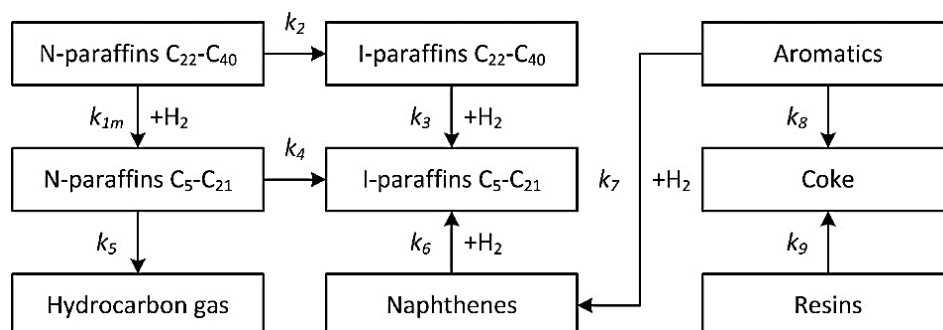 k₂
N-paraffins C₂₂-C₄₀
I-paraffins C₂₂-C₄₀
Aromatics
k₁ₘ +H₂
k₃ +H₂
k₈
k₄
N-paraffins C₅-C₂₁
I-paraffins C₅-C₂₁
k₇ +H₂
Coke
k₅
k₆ +H₂
k₉
Hydrocarbon gas
Naphthenes
Resins